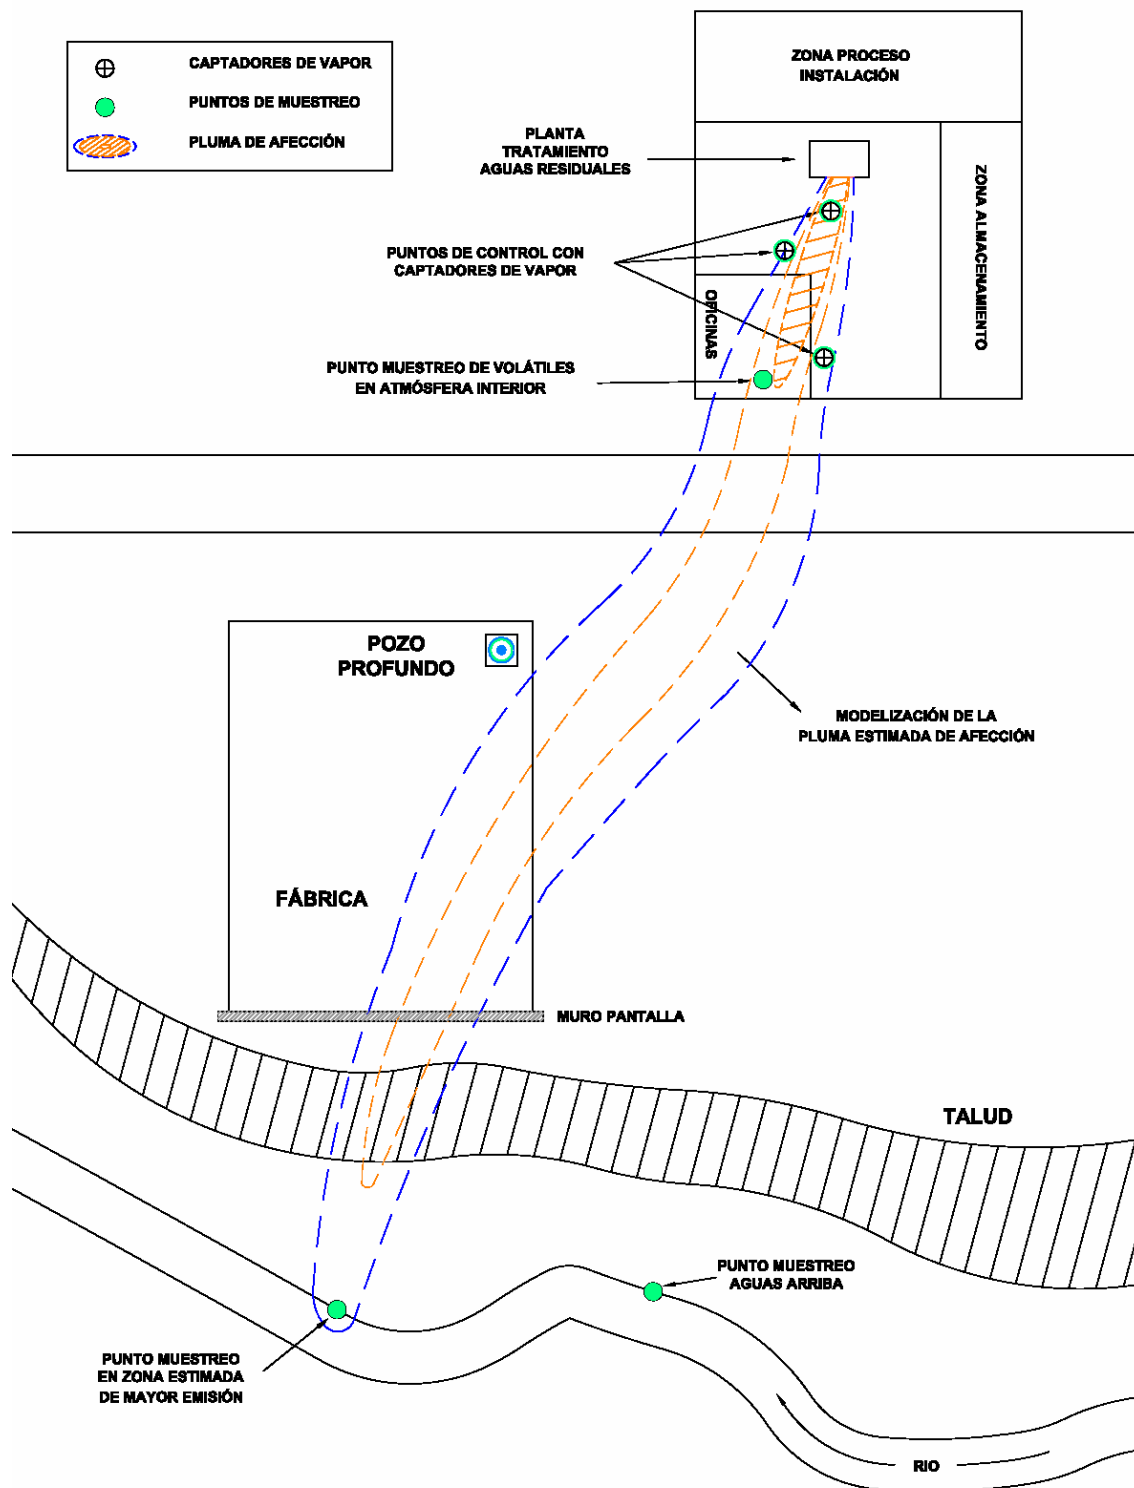 CAPTADORES DE VAPOR
PUNTOS DE MUESTREO
PLUMA DE AFECCIÓN
ZONA PROCESO
INSTALACIÓN
PLANTA
TRATAMIENTO
AGUAS RESIDUALES
ZONA ALMACENAMIENTO
PUNTOS DE CONTROL CON
CAPTADORES DE VAPOR
OFICINAS
PUNTO MUESTREO DE VOLÁTILES
EN ATMÓSFERA INTERIOR
POZO
PROFUNDO
MODELIZACIÓN DE LA
PLUMA ESTIMADA DE AFECCIÓN
FÁBRICA
MURO PANTALLA
TALUD
PUNTO MUESTREO
AGUAS ARRIBA
PUNTO MUESTREO
EN ZONA ESTIMADA
DE MAYOR EMISIÓN
RIO